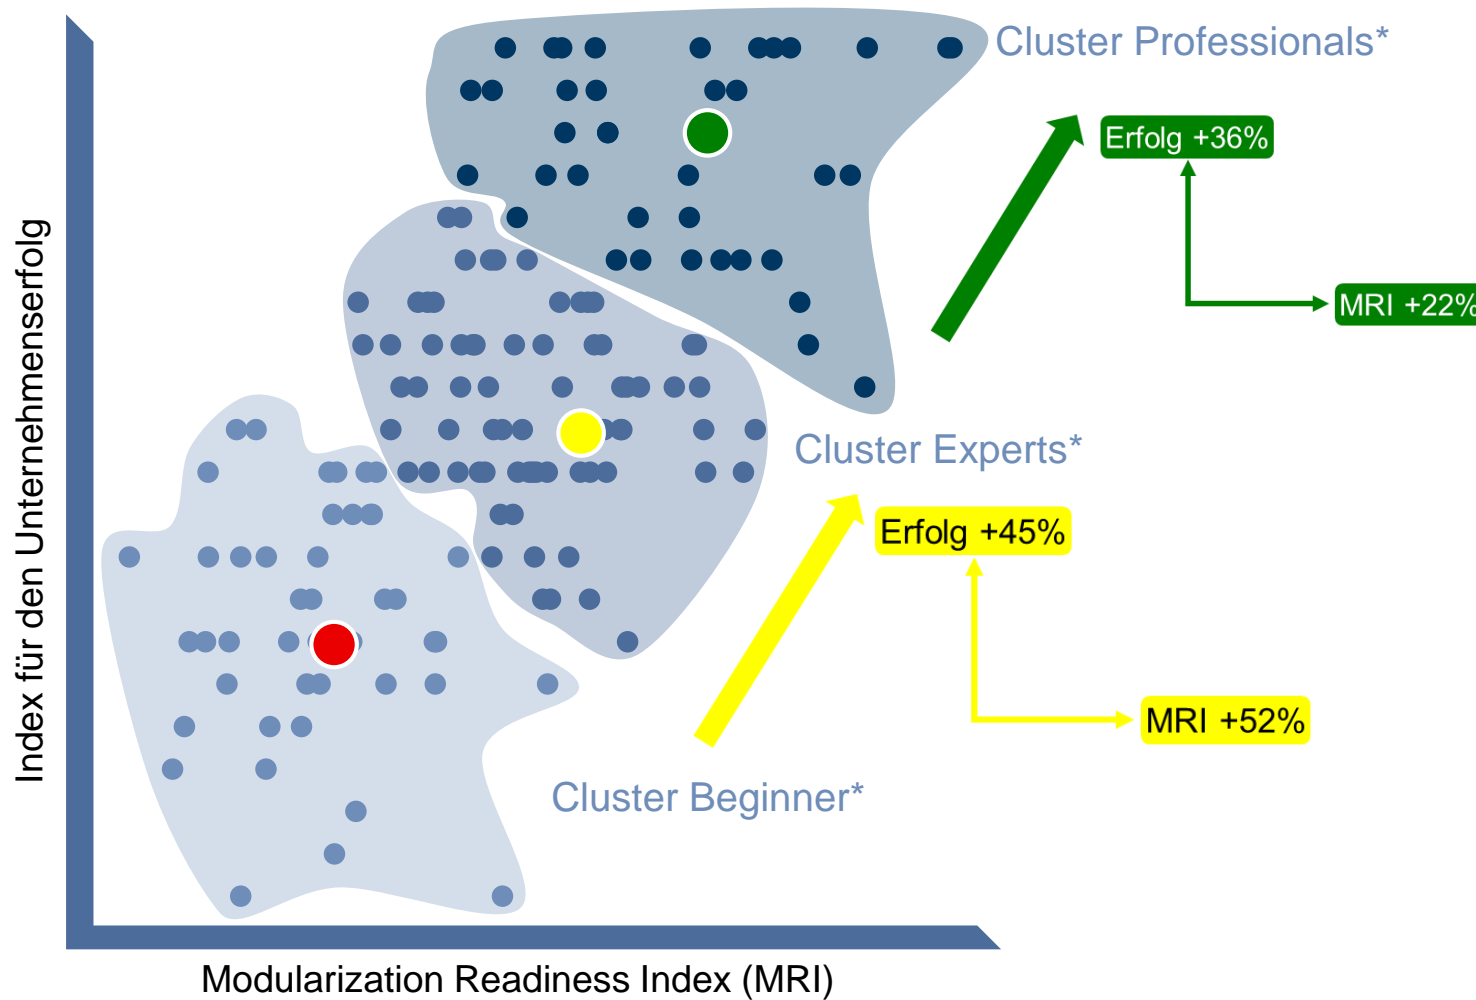 Cluster Professionals*
Erfolg +36%
MRI +22%
Cluster Experts*
Erfolg +45%
MRI +52%
Cluster Beginner*
Index für den Unternehmenserfolg
Modularization Readiness Index (MRI)